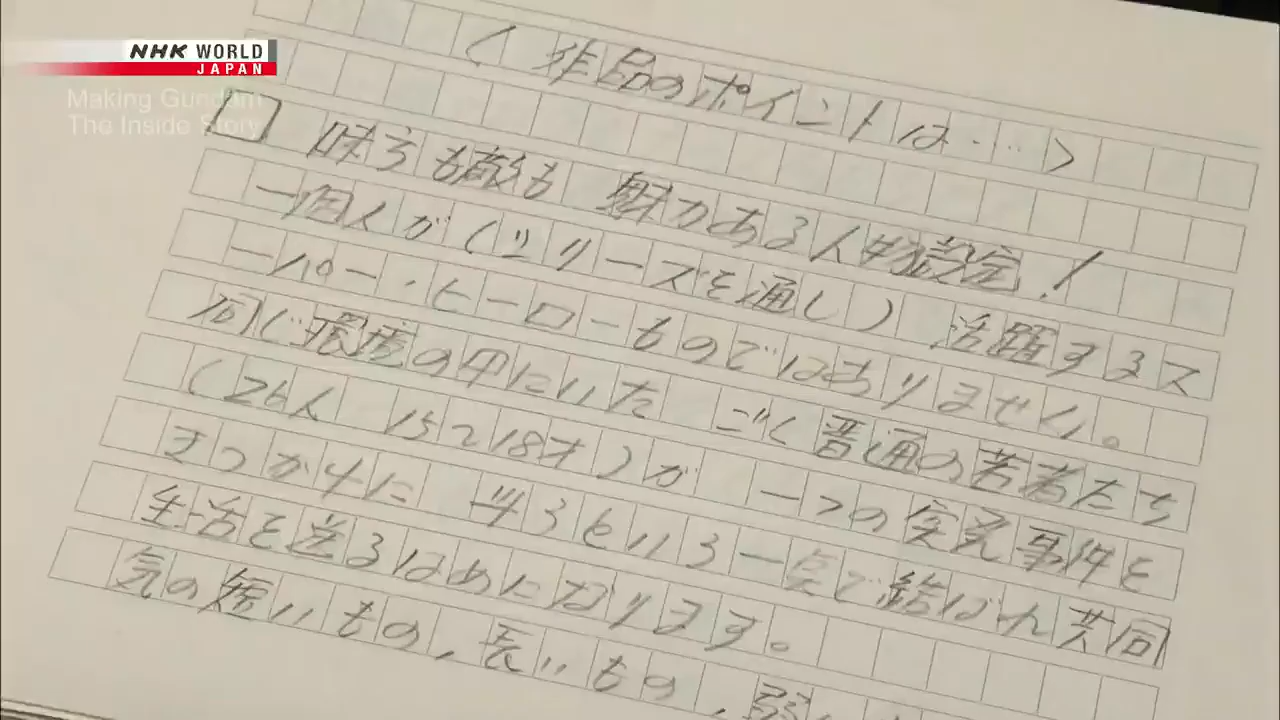 NHK WORLD
JAPAN
Making Gundam
The Inside Story
〈作品のポイントは……〉
味方も敵も 魅力ある人物設定!
一個人が(シリーズを通し) 活躍するス
ーパー・ヒーローものではありません。
同じ環境の中にいた ごく普通の若者たち
(26人 15〜18才)が 一つの突発事件を
きっかけに 単るという一点で結ばれ共同
生活を送るはめになります。
気の短いもの、長いもの、弱